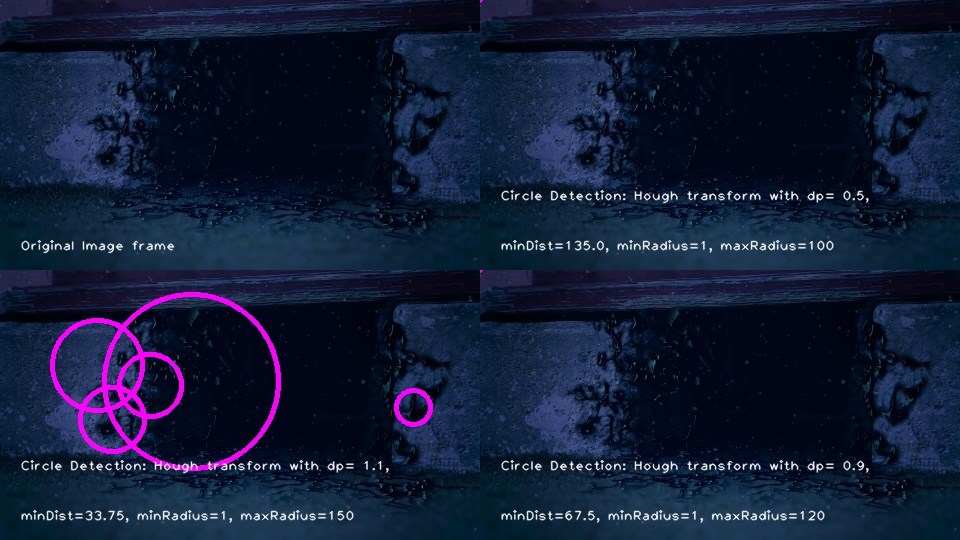 Original Image frame
Circle Detection: Hough transform with dp= 0.5,
minDist=135.0, minRadius=1, maxRadius=100
Circle Detection: Hough transform with dp= 1.1,
minDist=33.75, minRadius=1, maxRadius=150
Circle Detection: Hough transform with dp= 0.9,
minDist=67.5, minRadius=1, maxRadius=120